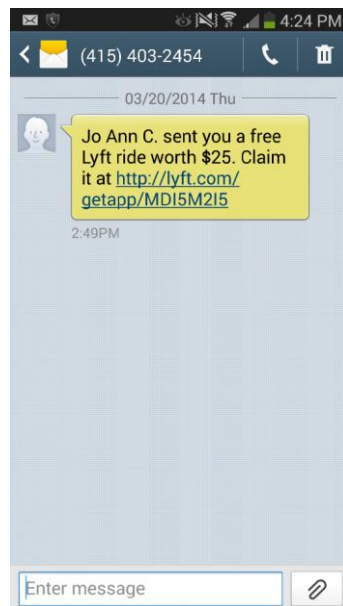 4:24 PM
(415) 403-2454
03/20/2014 Thu
Jo Ann C. sent you a free
Lyft ride worth $25. Claim
it at http://lyft.com/
getapp/MDI5M2I5
2:49PM
Enter message